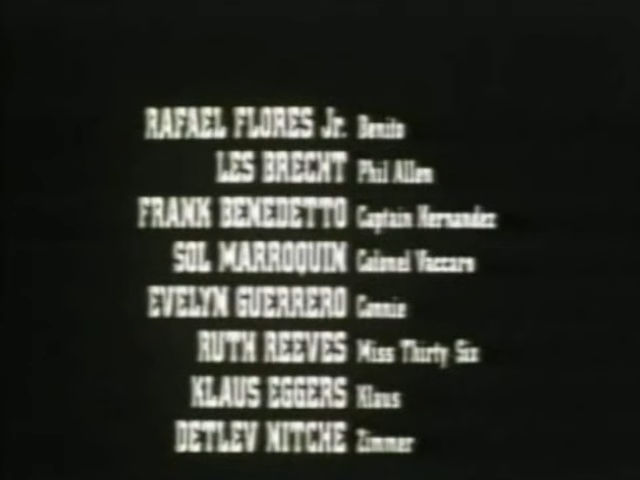 RAFAEL FLORES Jr. Benito
LES BRECHT Phil Allen
FRANK BENEDETTO Captain Hernandez
SOL MARROQUIN Colonel Vaccaro
EVELYN GUERRERO Connie
RUTH REEVES Miss Thirty Six
KLAUS EGGERS Klaus
DETLEV NITCHE Zimmer